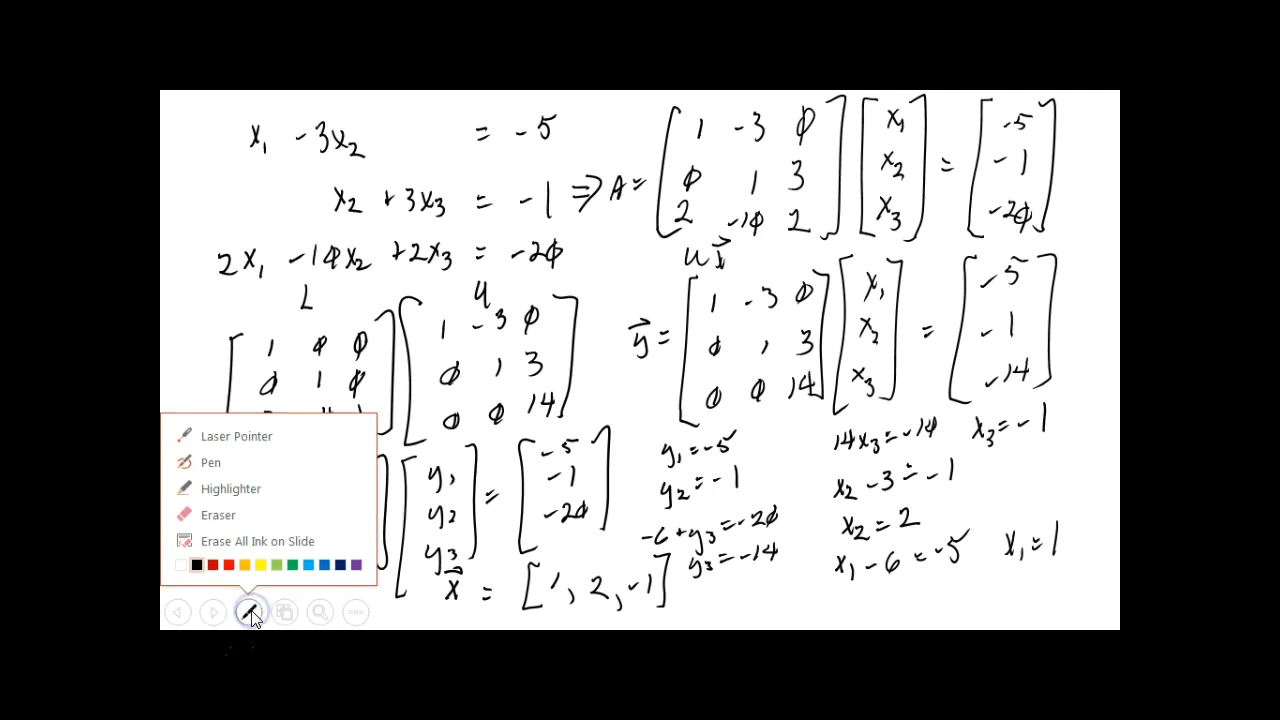 x₁ - 3x₂ = -5
x₂ + 3x₃ = -1 ⇒ A =
2x₁ - 10x₂ + 2x₃ = -20
[ 1 -3 0 ] [ x₁ ] [ -5 ]
[ 0 1 3 ] [ x₂ ] = [ -1 ]
[ 2 -10 2 ] [ x₃ ] [ -20 ]
L U
[ 1 0 0 ] [ 1 -3 0 ]
[ 0 1 0 ] [ 0 1 3 ]
[ 0 0 14 ]
U x⃗
y⃗ =
[ 1 -3 0 ] [ x₁ ] [ -5 ]
[ 0 1 3 ] [ x₂ ] = [ -1 ]
[ 0 0 14 ] [ x₃ ] [ -14 ]
[ y₁ ] [ -5 ]
[ y₂ ] = [ -1 ]
[ y₃ ] [ -20 ]
y₁ = -5
y₂ = -1
-6 + y₃ = -20
y₃ = -14
14x₃ = -14 x₃ = -1
x₂ - 3 = -1
x₂ = 2
x₁ - 6 = -5 x₁ = 1
x⃗ = [1, 2, -1]
Laser Pointer
Pen
Highlighter
Eraser
Erase All Ink on Slide